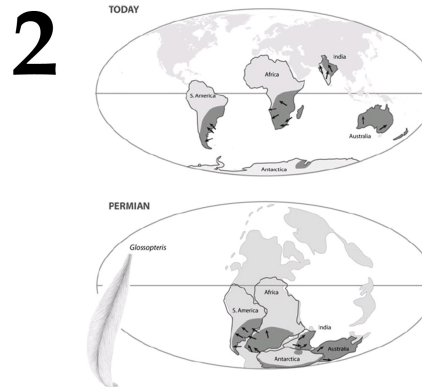 2
TODAY
India
Africa
S. America
Australia
Antarctica
PERMIAN
Glossopteris
Africa
S. America
India
Australia
Antarctica